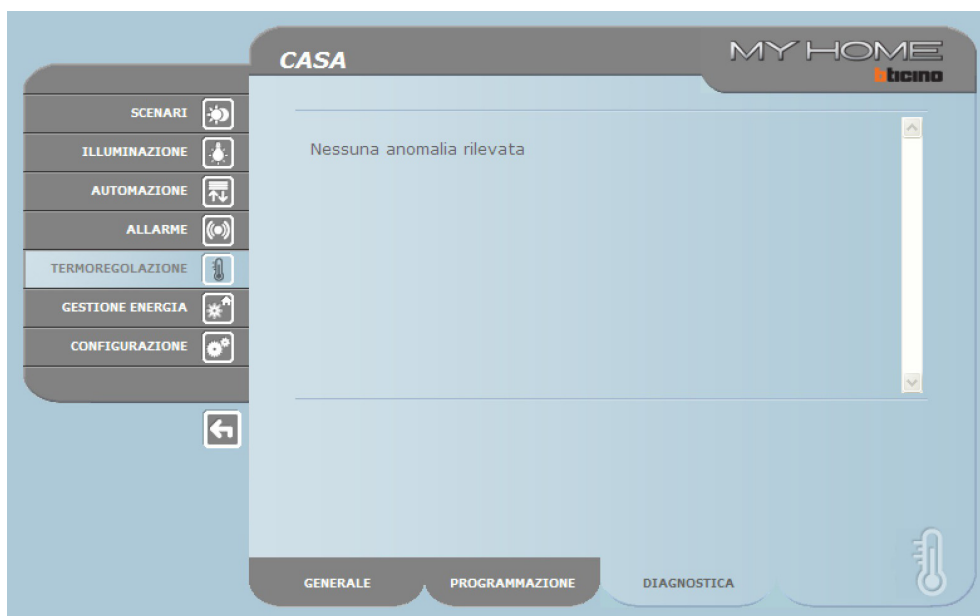 CASA
MY HOME
bticino
SCENARI
ILLUMINAZIONE
AUTOMAZIONE
ALLARME
TERMOREGOLAZIONE
GESTIONE ENERGIA
CONFIGURAZIONE
Nessuna anomalia rilevata
GENERALE
PROGRAMMAZIONE
DIAGNOSTICA